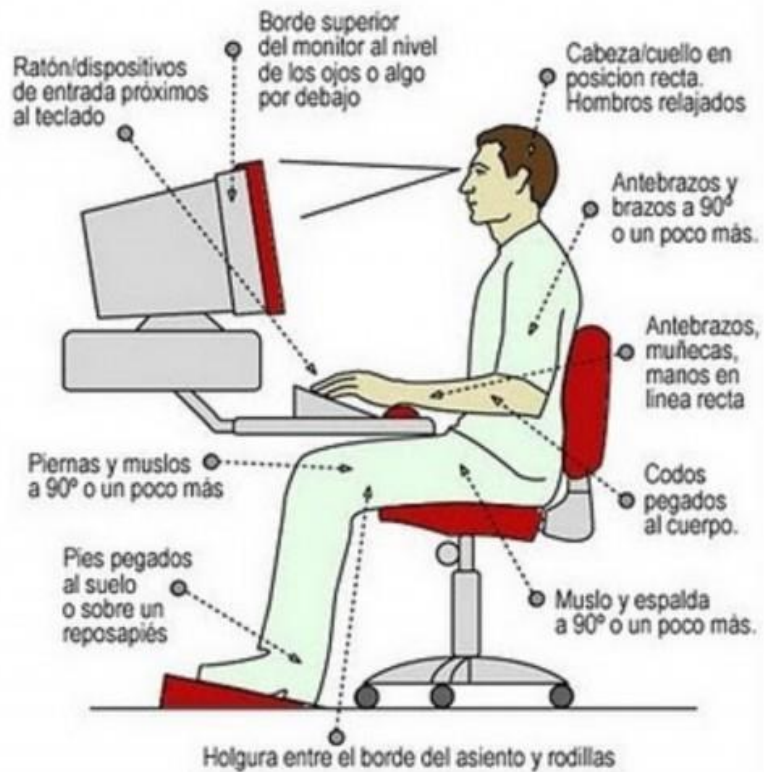 Borde superior
del monitor al nivel
de los ojos o algo
por debajo
Ratón/dispositivos
de entrada próximos
al teclado
Cabeza/cuello en
posicion recta.
Hombros relajados
Antebrazos y
brazos a 90º
o un poco más.
Antebrazos,
muñecas,
manos en
linea recta
Piernas y muslos
a 90º o un poco más
Codos
pegados
al cuerpo.
Pies pegados
al suelo
o sobre un
reposapiés
Muslo y espalda
a 90º o un poco más.
Holgura entre el borde del asiento y rodillas